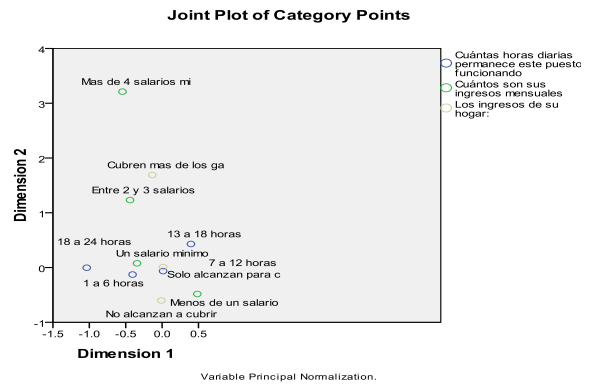 Joint Plot of Category Points
Cuántas horas diarias
permanece este puesto
funcionando
Cuántos son sus
ingresos mensuales
Los ingresos de su
hogar:
Dimension 2
4
3
2
1
0
-1
Mas de 4 salarios mi
Cubren mas de los ga
Entre 2 y 3 salarios
13 a 18 horas
18 a 24 horas
Un salario minimo
7 a 12 horas
Solo alcanzan para c
1 a 6 horas
Menos de un salario
No alcanzan a cubrir
-1.5 -1.0 -0.5 0.0 0.5
Dimension 1
Variable Principal Normalization.